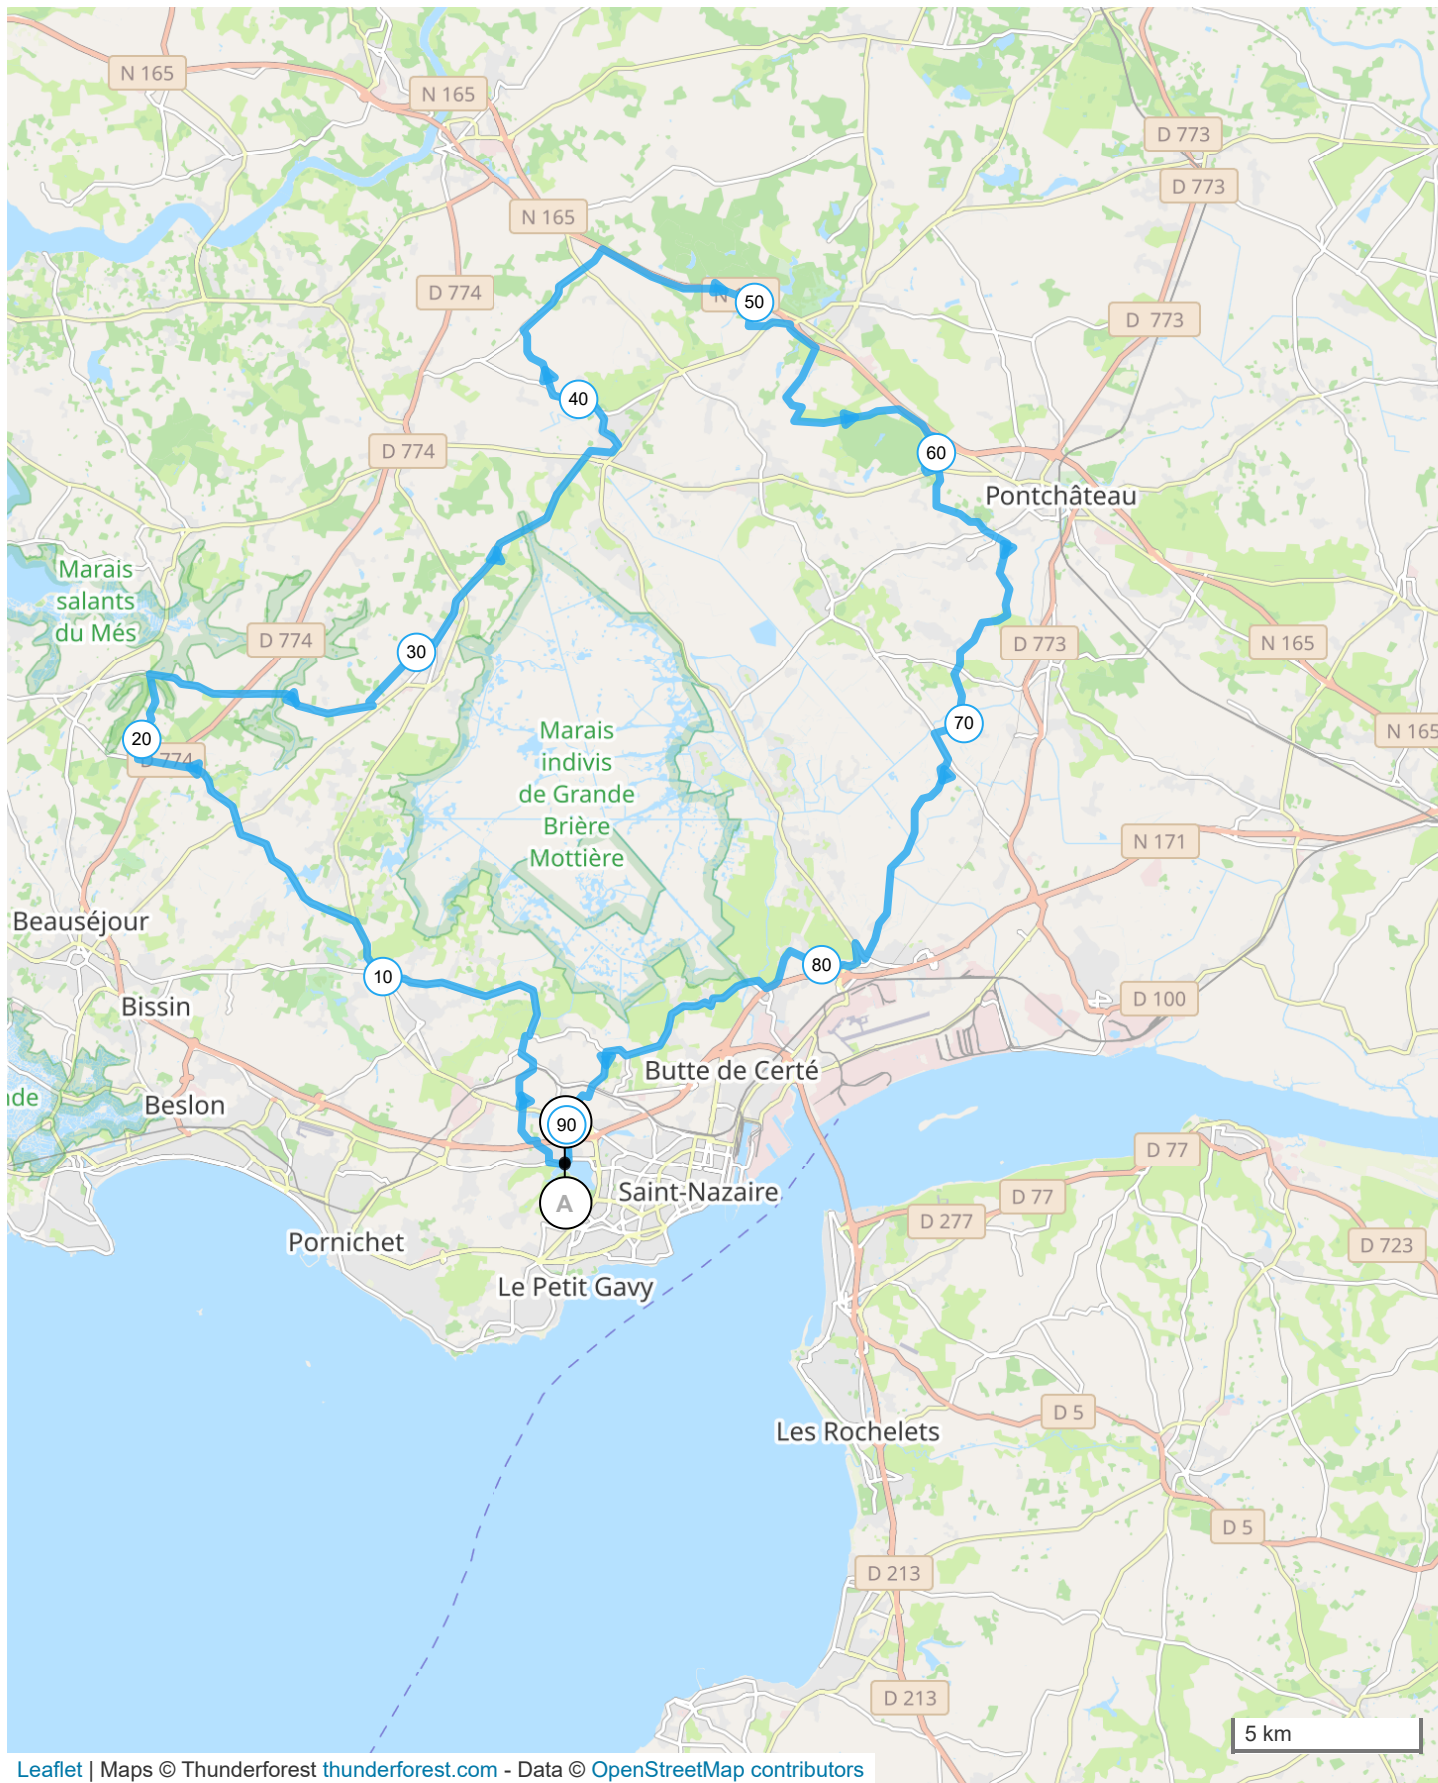 N 165
N 165
D 773
D 773
N 165
D 774
N
50
D 773
40
D 774
60
Pontchâteau
Marais
salants
du Més
D 774
30
D 773
N 165
20
774
70
N 165
Marais
indivis
de Grande
Brière
Mottière
N 171
Beauséjour
10
80
Bissin
D 100
Butte de Certé
nde
Beslon
90
D 77
A
Saint-Nazaire
D 77
D 277
Pornichet
D 723
Le Petit Gavy
D 5
Les Rochelets
D 5
D 213
D 213
5 km
Leaflet | Maps © Thunderforest thunderforest.com - Data © OpenStreetMap contributors